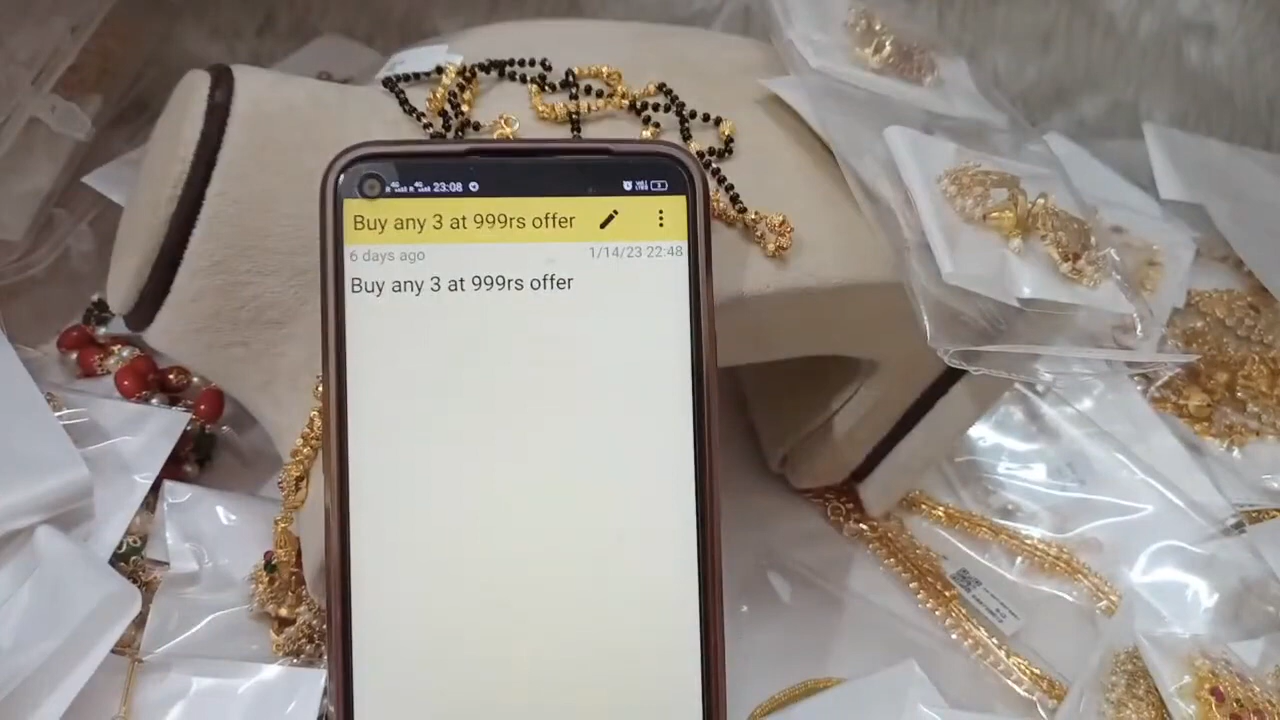 23:08
Buy any 3 at 999rs offer
6 days ago 1/14/23 22:48
Buy any 3 at 999rs offer